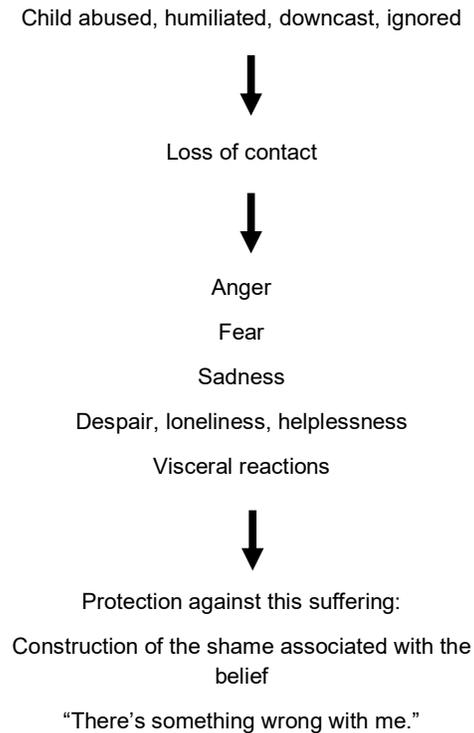 Child abused, humiliated, downcast, ignored
Loss of contact
Anger
Fear
Sadness
Despair, loneliness, helplessness
Visceral reactions
Protection against this suffering:
Construction of the shame associated with the
belief
“There’s something wrong with me.”